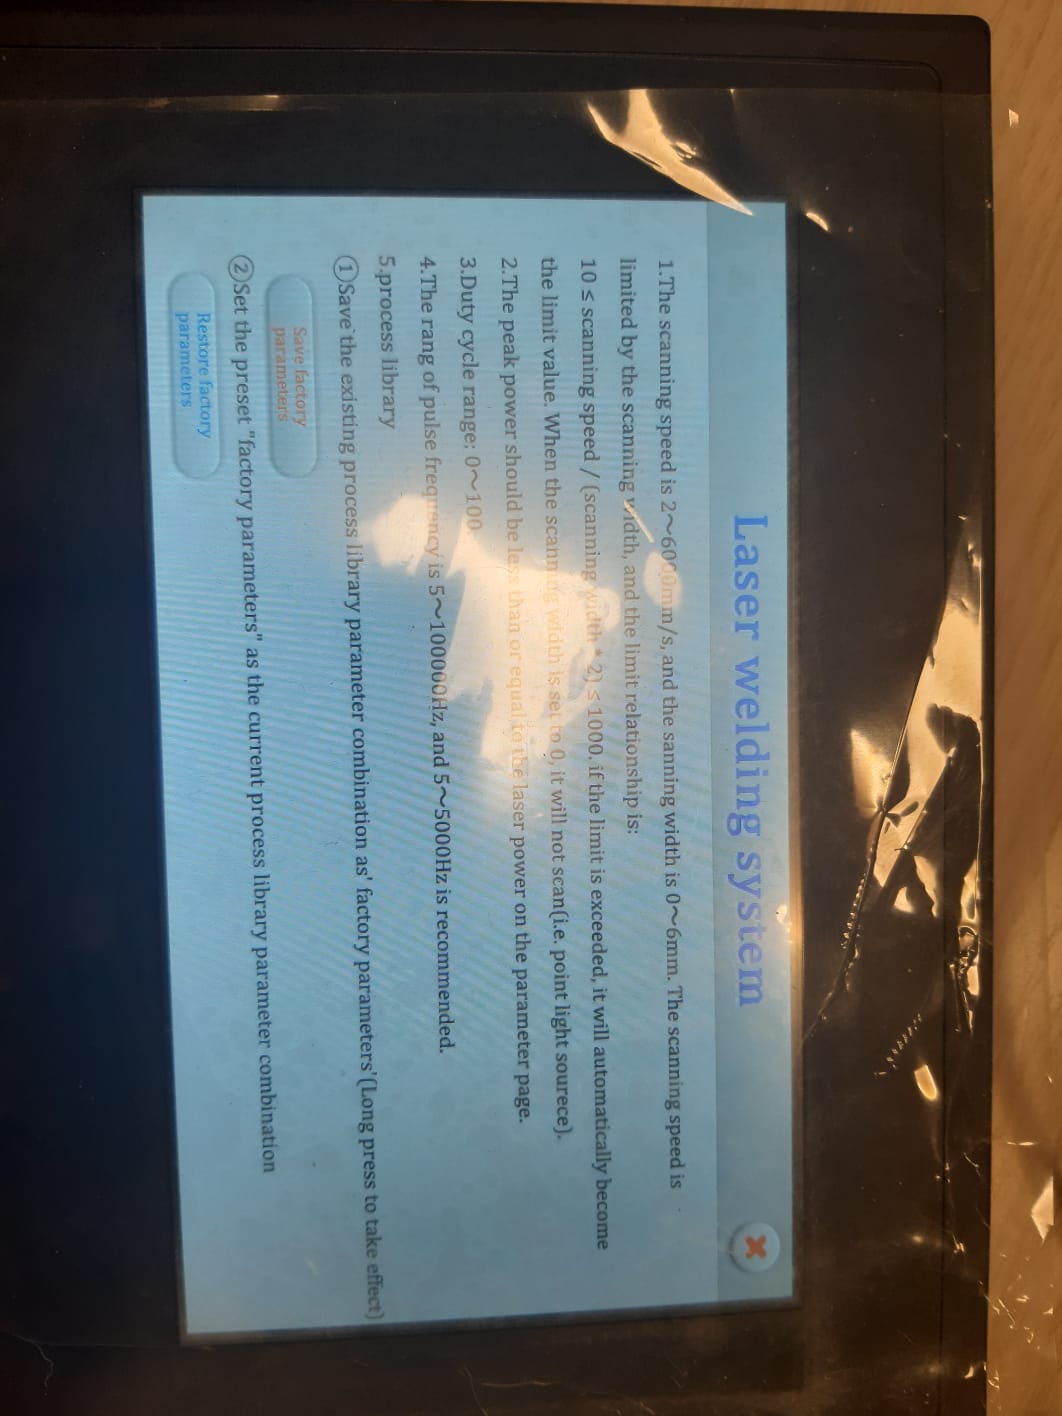 Laser welding system
1.The scanning speed is 2～6000mm/s, and the sanning width is 0～6mm. The scanning speed is
limited by the scanning width, and the limit relationship is:
10 ≤ scanning speed / (scanning width * 2) ≤ 1000. if the limit is exceeded, it will automatically become
the limit value. When the scanning width is set to 0, it will not scan(i.e. point light sourece).
2.The peak power should be less than or equal to the laser power on the parameter page.
3.Duty cycle range: 0～100.
4.The rang of pulse frequency is 5～100000Hz, and 5～5000Hz is recommended.
5.process library
①Save the existing process library parameter combination as' factory parameters'(Long press to take effect)
Save factory
parameters
②Set the preset "factory parameters" as the current process library parameter combination
Restore factory
parameters